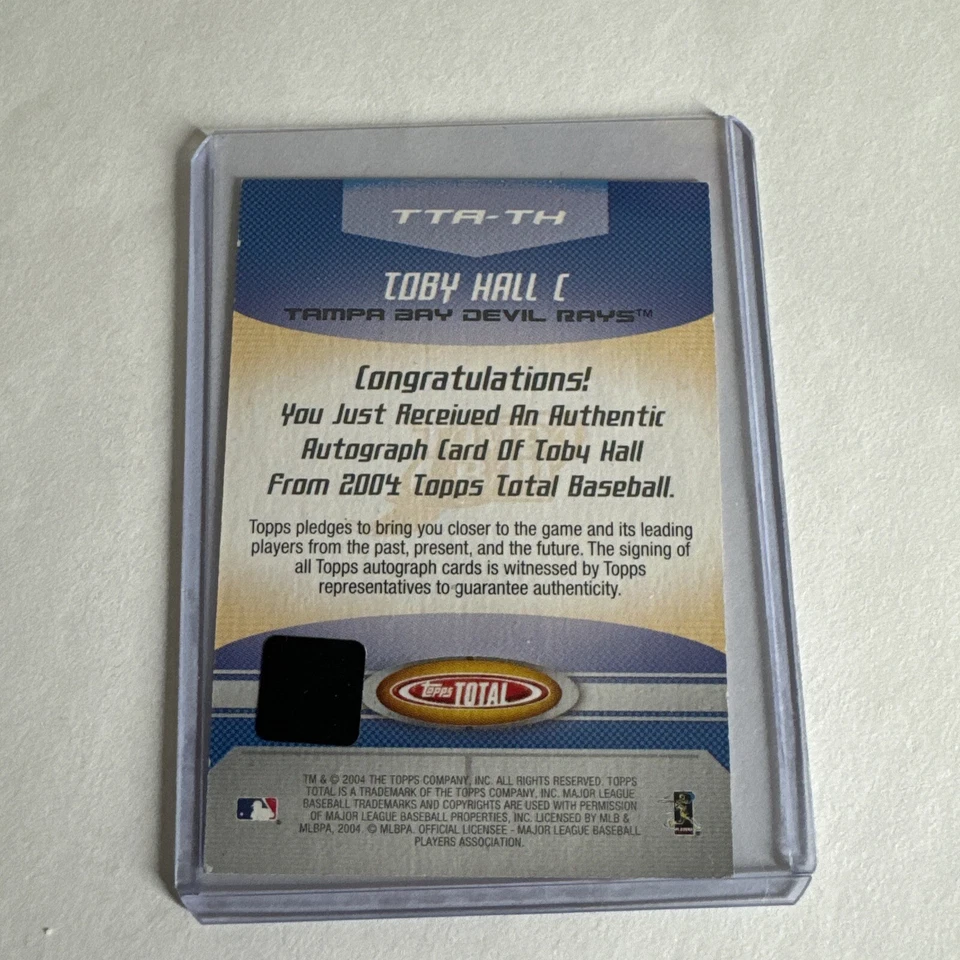 TTA-TH
TOBY HALL C
TAMPA BAY DEVIL RAYS™
Congratulations!
You Just Received An Authentic
Autograph Card Of Toby Hall
From 2004 Topps Total Baseball.
Topps pledges to bring you closer to the game and its leading
players from the past, present, and the future. The signing of
all Topps autograph cards is witnessed by Topps
representatives to guarantee authenticity.
Topps TOTAL
TM & © 2004 THE TOPPS COMPANY, INC. ALL RIGHTS RESERVED. TOPPS
TOTAL IS A TRADEMARK OF THE TOPPS COMPANY, INC. MAJOR LEAGUE
BASEBALL TRADEMARKS AND COPYRIGHTS ARE USED WITH PERMISSION
OF MAJOR LEAGUE BASEBALL PROPERTIES, INC. LICENSED BY MLB &
MLBPA, 2004. © MLBPA. OFFICIAL LICENSEE - MAJOR LEAGUE BASEBALL
PLAYERS ASSOCIATION.